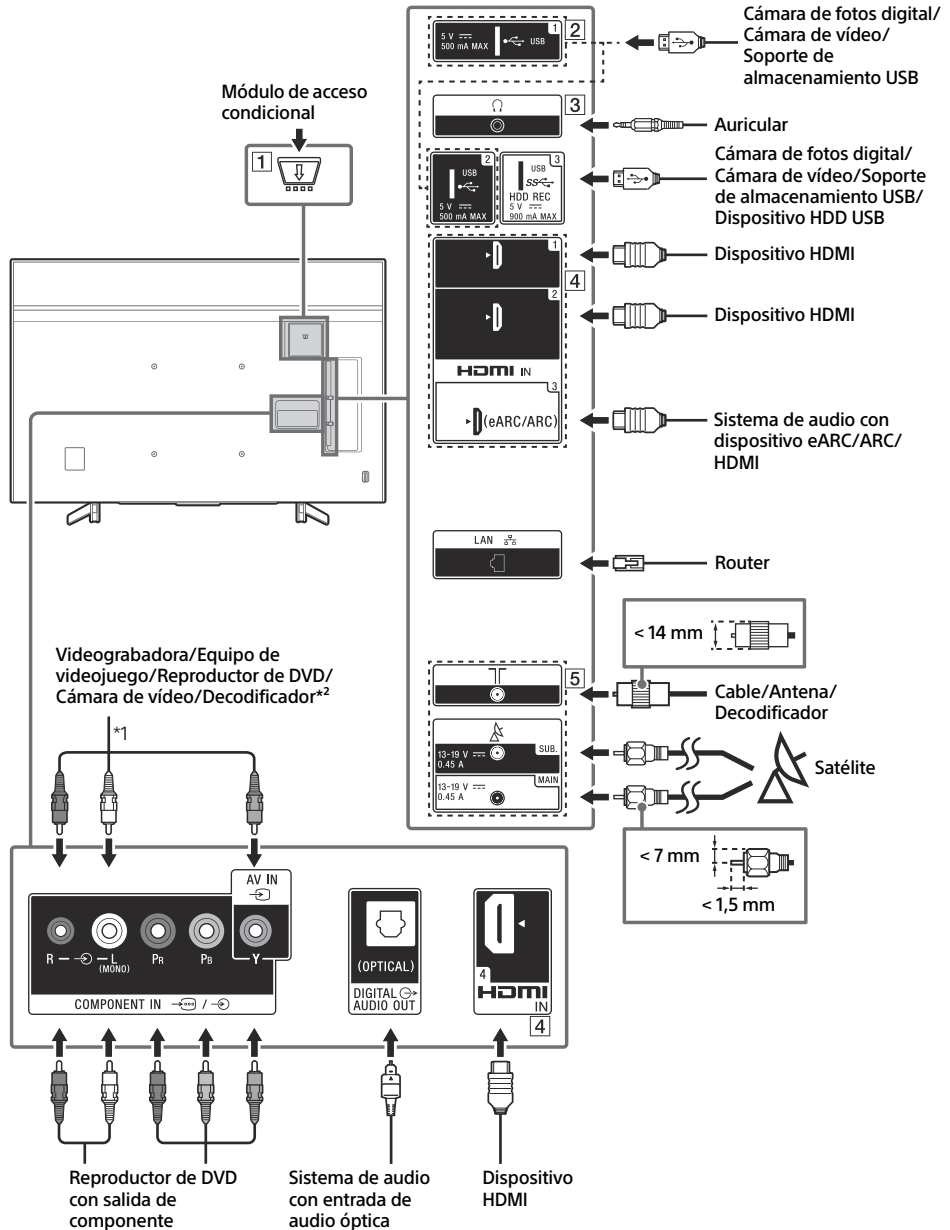 Cámara de fotos digital/
Cámara de vídeo/
Soporte de
almacenamiento USB
5 V
500 mA MAX
USB
1
2
Módulo de acceso
condicional
1
3
Auricular
2
USB
5 V
500 mA MAX
3
USB
SS
HDD REC
5 V
900 mA MAX
Cámara de fotos digital/
Cámara de vídeo/Soporte
de almacenamiento USB/
Dispositivo HDD USB
1
Dispositivo HDMI
4
2
Dispositivo HDMI
HDMI IN
3
(eARC/ARC)
Sistema de audio con
dispositivo eARC/ARC/
HDMI
LAN
Router
< 14 mm
5
Cable/Antena/
Decodificador
13-19 V
0.45 A
SUB.
13-19 V
0.45 A
MAIN
Satélite
< 7 mm
< 1,5 mm
Videograbadora/Equipo de
videojuego/Reproductor de DVD/
Cámara de vídeo/Decodificador*2
*1
AV IN
R
L
(MONO)
PR
PB
Y
COMPONENT IN /
(OPTICAL)
DIGITAL
AUDIO OUT
4
HDMI
IN
4
Reproductor de DVD
con salida de
componente
Sistema de audio
con entrada de
audio óptica
Dispositivo
HDMI